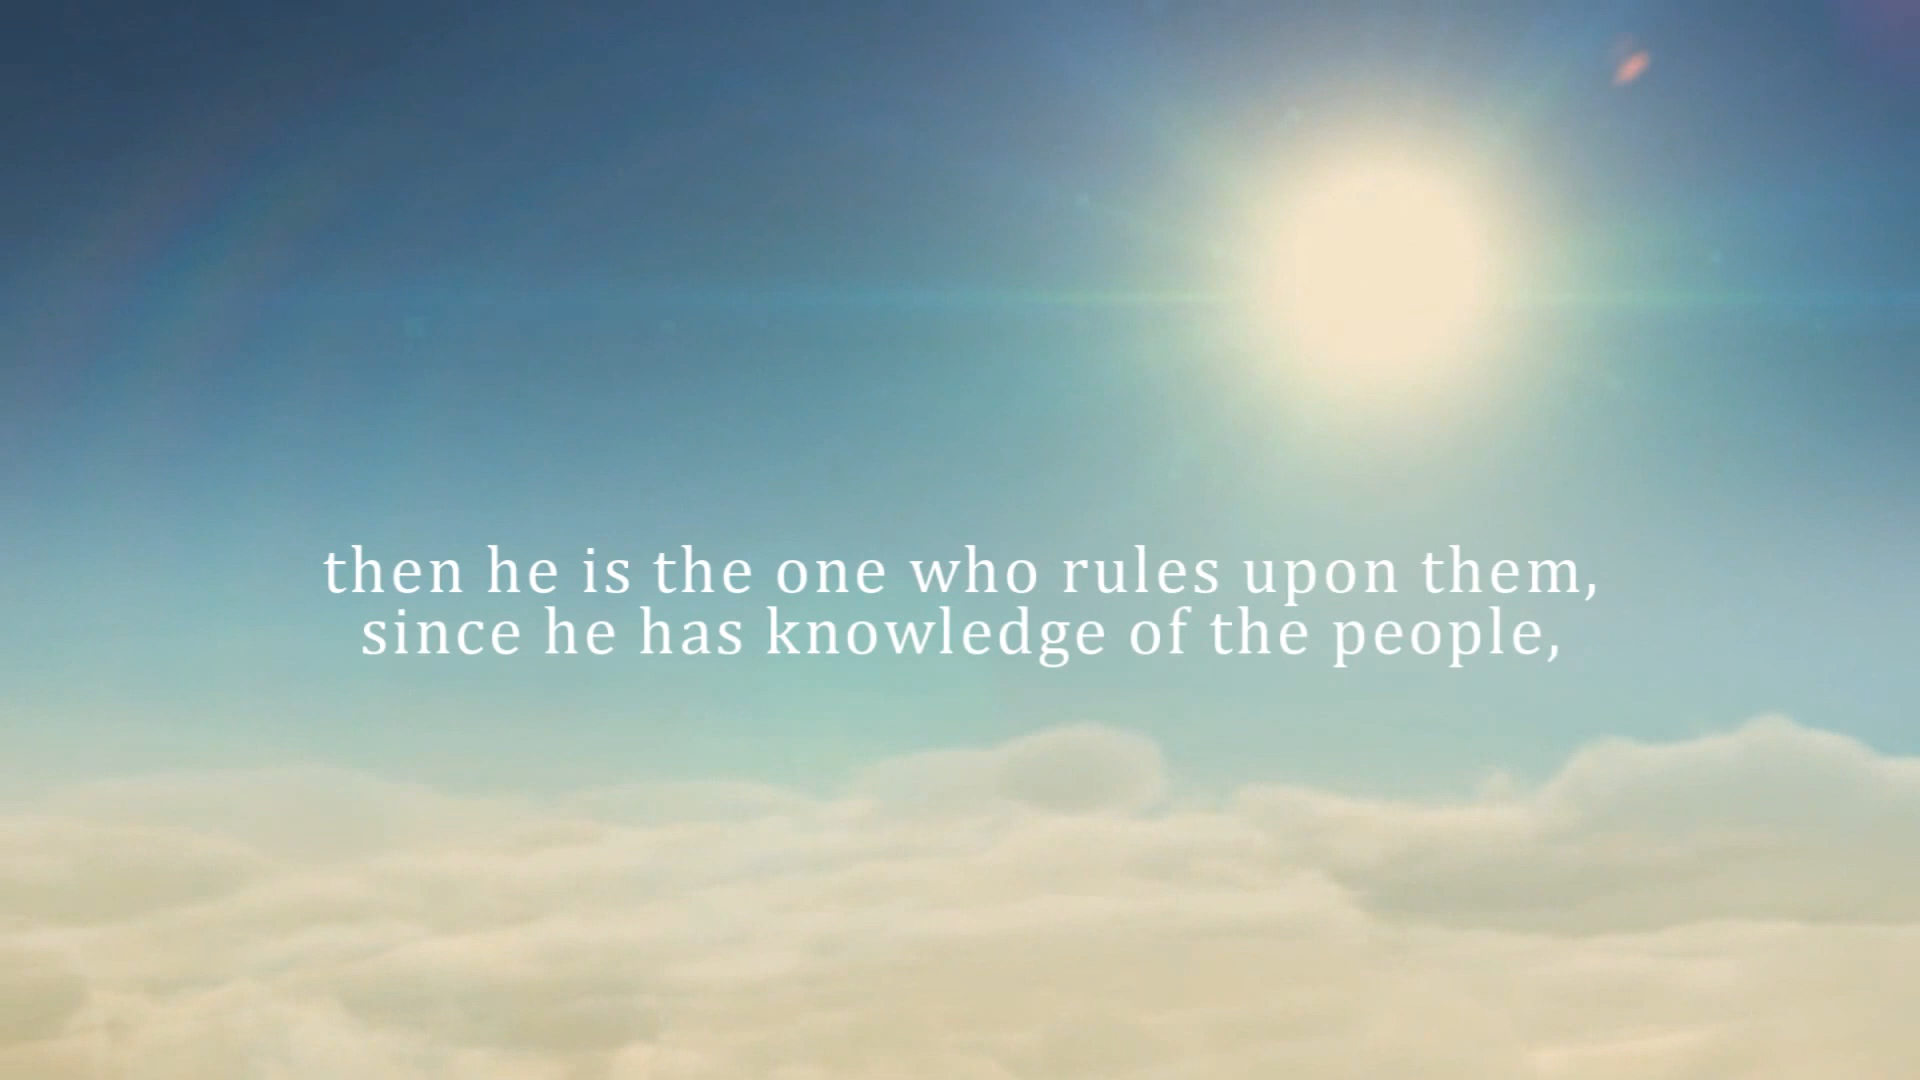 then he is the one who rules upon them,
since he has knowledge of the people,